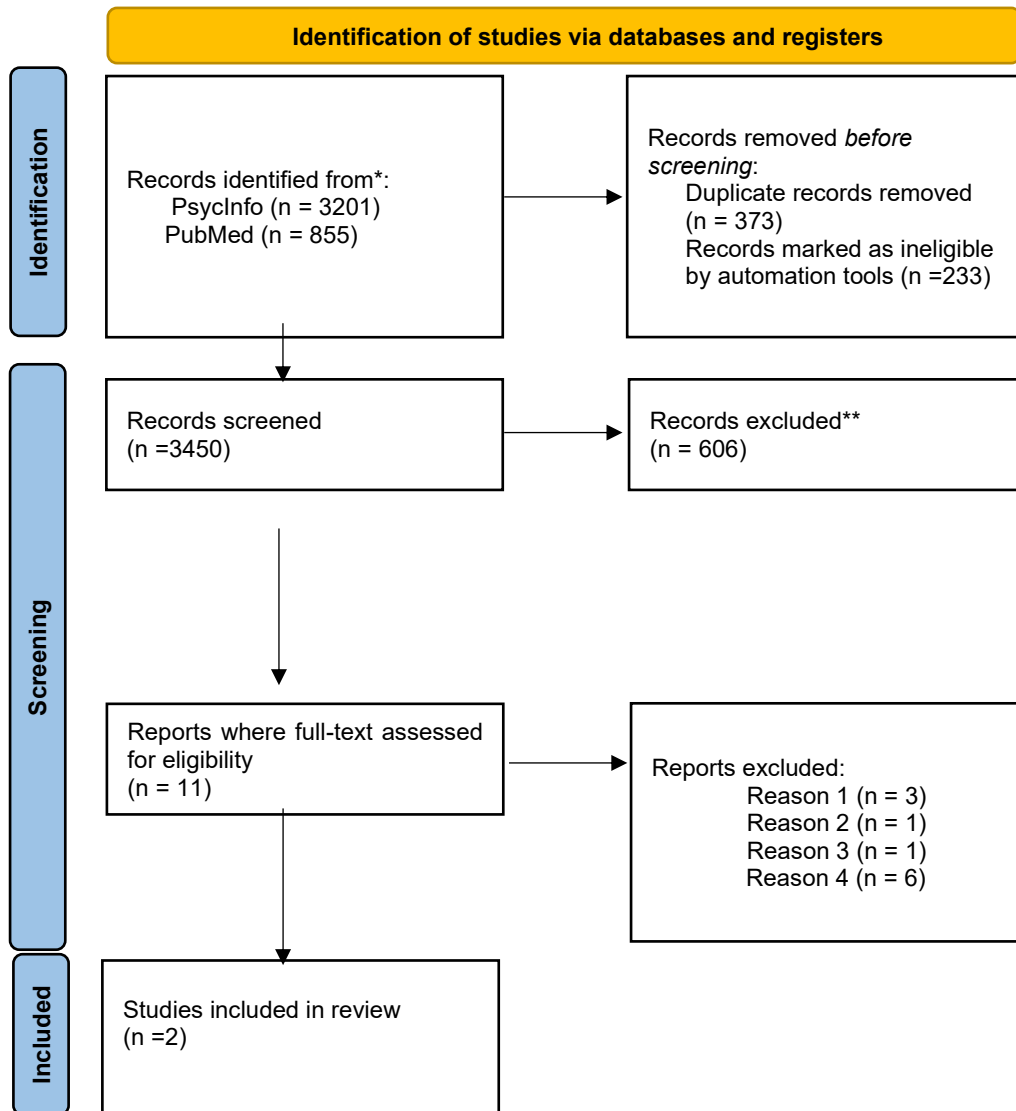 Identification of studies via databases and registers
Identification
Records identified from*:
PsycInfo (n = 3201)
PubMed (n = 855)
Records removed before
screening:
Duplicate records removed
(n = 373)
Records marked as ineligible
by automation tools (n =233)
Screening
Records screened
(n =3450)
Records excluded**
(n = 606)
Reports where full-text assessed
for eligibility
(n = 11)
Reports excluded:
Reason 1 (n = 3)
Reason 2 (n = 1)
Reason 3 (n = 1)
Reason 4 (n = 6)
Included
Studies included in review
(n =2)